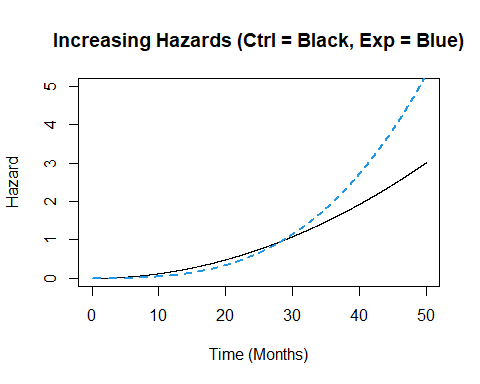 Increasing Hazards (Ctrl = Black, Exp = Blue)
Hazard
5
4
3
2
1
0
0 10 20 30 40 50
Time (Months)